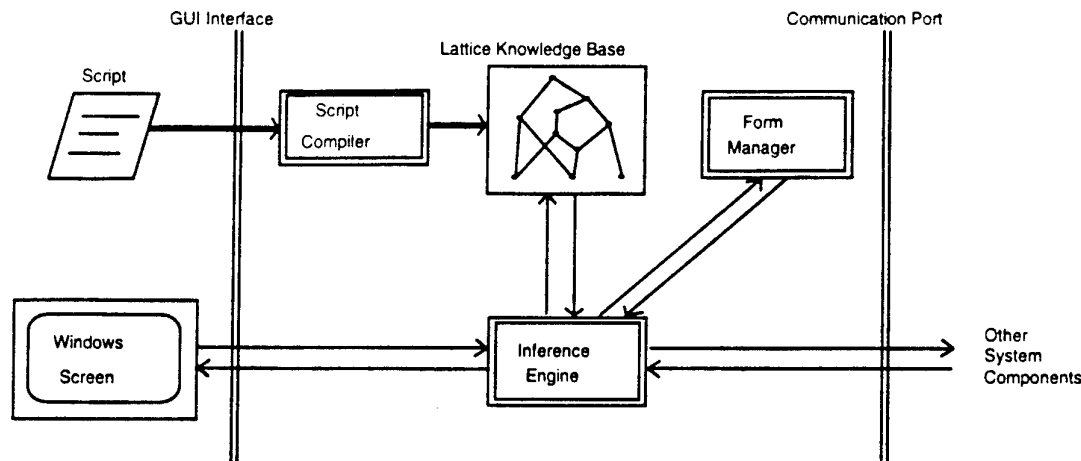 GUI Interface
Communication Port
Lattice Knowledge Base
Script
Script
Compiler
Form
Manager
Windows
Screen
Inference
Engine
Other
System
Components